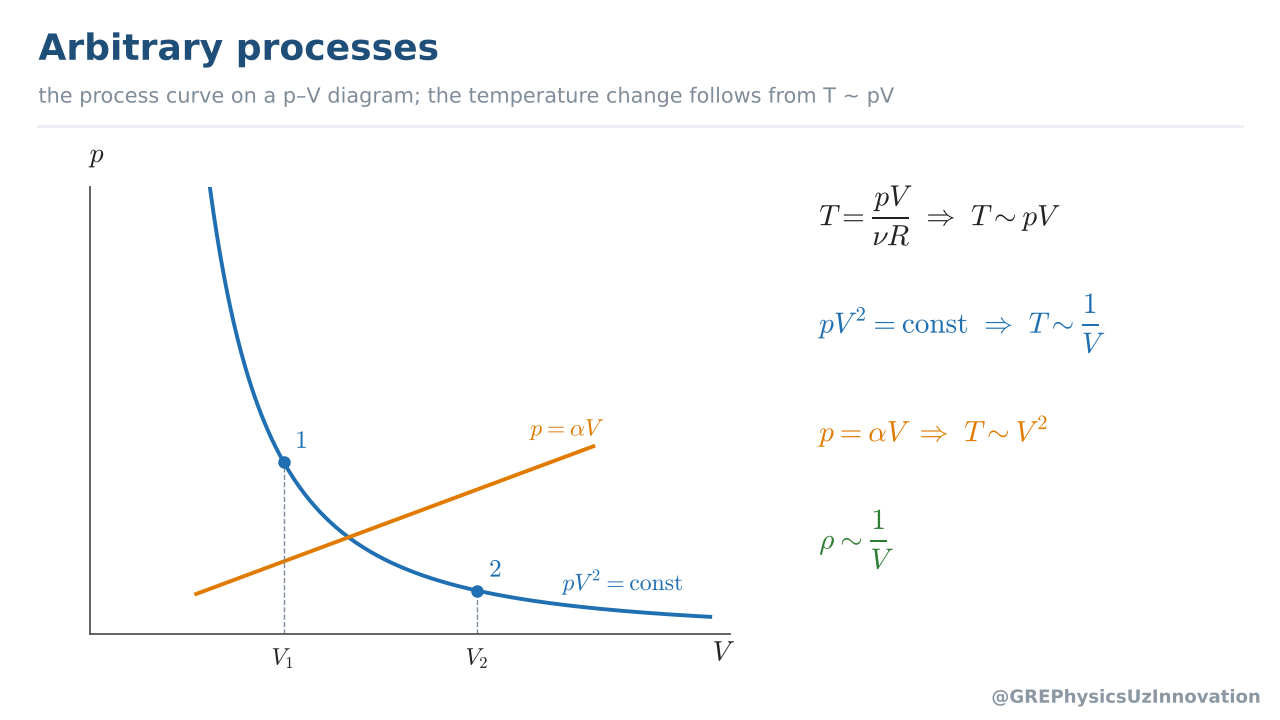 Arbitrary processes
the process curve on a p–V diagram; the temperature change follows from T ~ pV
p
T = pV/νR ⇒ T ~ pV
pV² = const ⇒ T ~ 1/V
p = αV
p = αV ⇒ T ~ V²
1
ρ ~ 1/V
2
pV² = const
V₁
V₂
V
@GREPhysicsUzInnovation